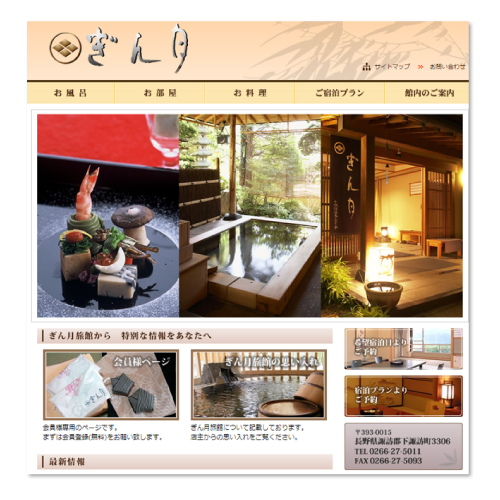 ぎん月
サイトマップ
お問い合わせ
お風呂
お部屋
お料理
ご宿泊プラン
館内のご案内
ぎん月
ぎん月旅館から 特別な情報をあなたへ
会員様ページ
ぎん月旅館の思い入れ
希望宿泊日より
ご予約
会員様専用のページです。
まずは会員登録(無料)をお願い致します。
ぎん月旅館について記載しております。
店主からの思い入れをご覧ください。
宿泊プランより
ご予約
最新情報
〒393-0015
長野県諏訪郡下諏訪町3306
TEL 0266-27-5011
FAX 0266-27-5093